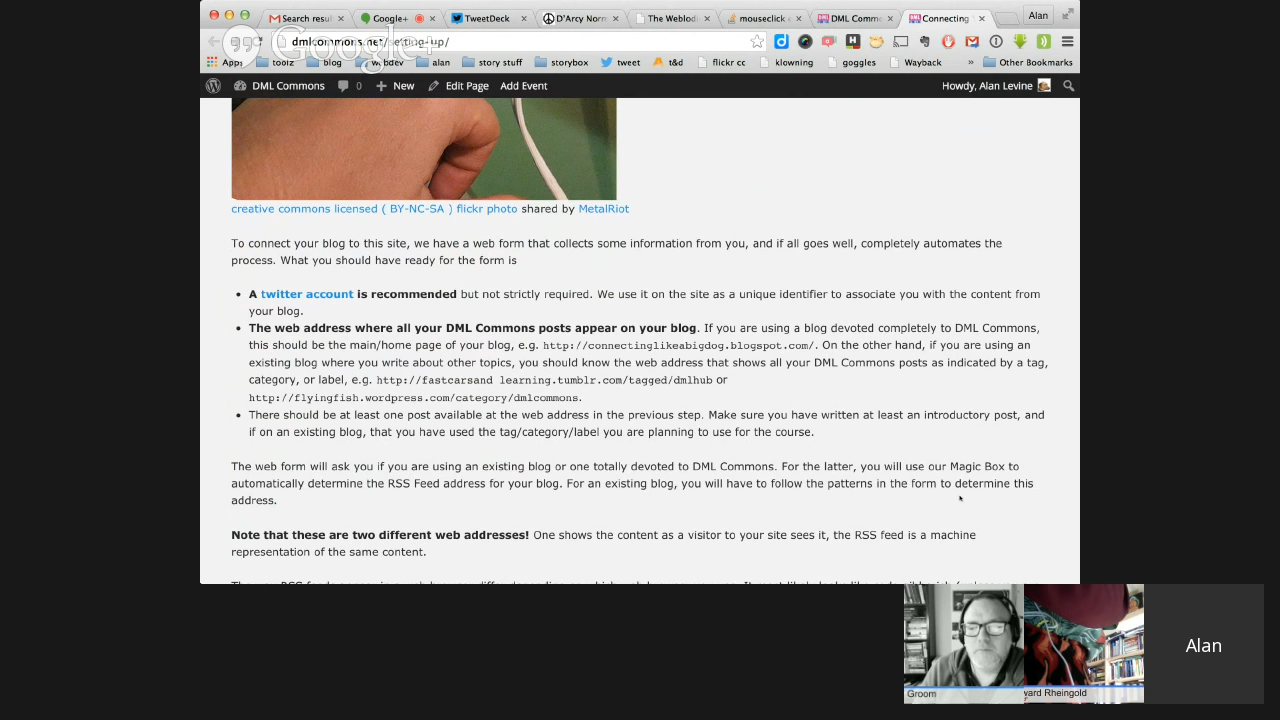 Search resul
Google+
TweetDeck
D'Arcy Norm
The Weblog
mouseclick
DML Comm
Connecting
Alan
Google+
dmlcommons.net/setting-up/
Apps
toolz
blog
webdev
alan
story stuff
storybox
tweet
t&d
flickr cc
klowning
goggles
Wayback
»
Other Bookmarks
DML Commons
0
New
Edit Page
Add Event
Howdy, Alan Levine
creative commons licensed ( BY-NC-SA ) flickr photo shared by MetalRiot
To connect your blog to this site, we have a web form that collects some information from you, and if all goes well, completely automates the
process. What you should have ready for the form is
• A twitter account is recommended but not strictly required. We use it on the site as a unique identifier to associate you with the content from
your blog.
• The web address where all your DML Commons posts appear on your blog. If you are using a blog devoted completely to DML Commons,
this should be the main/home page of your blog, e.g. http://connectinglikeabigdog.blogspot.com/. On the other hand, if you are using an
existing blog where you write about other topics, you should know the web address that shows all your DML Commons posts as indicated by a tag,
category, or label, e.g. http://fastcarsand learning.tumblr.com/tagged/dmlhub or
http://flyingfish.wordpress.com/category/dmlcommons.
• There should be at least one post available at the web address in the previous step. Make sure you have written at least an introductory post, and
if on an existing blog, that you have used the tag/category/label you are planning to use for the course.
The web form will ask you if you are using an existing blog or one totally devoted to DML Commons. For the latter, you will use our Magic Box to
automatically determine the RSS Feed address for your blog. For an existing blog, you will have to follow the patterns in the form to determine this
address.
Note that these are two different web addresses! One shows the content as a visitor to your site sees it, the RSS feed is a machine
representation of the same content.
Groom
vard Rheingold
Alan